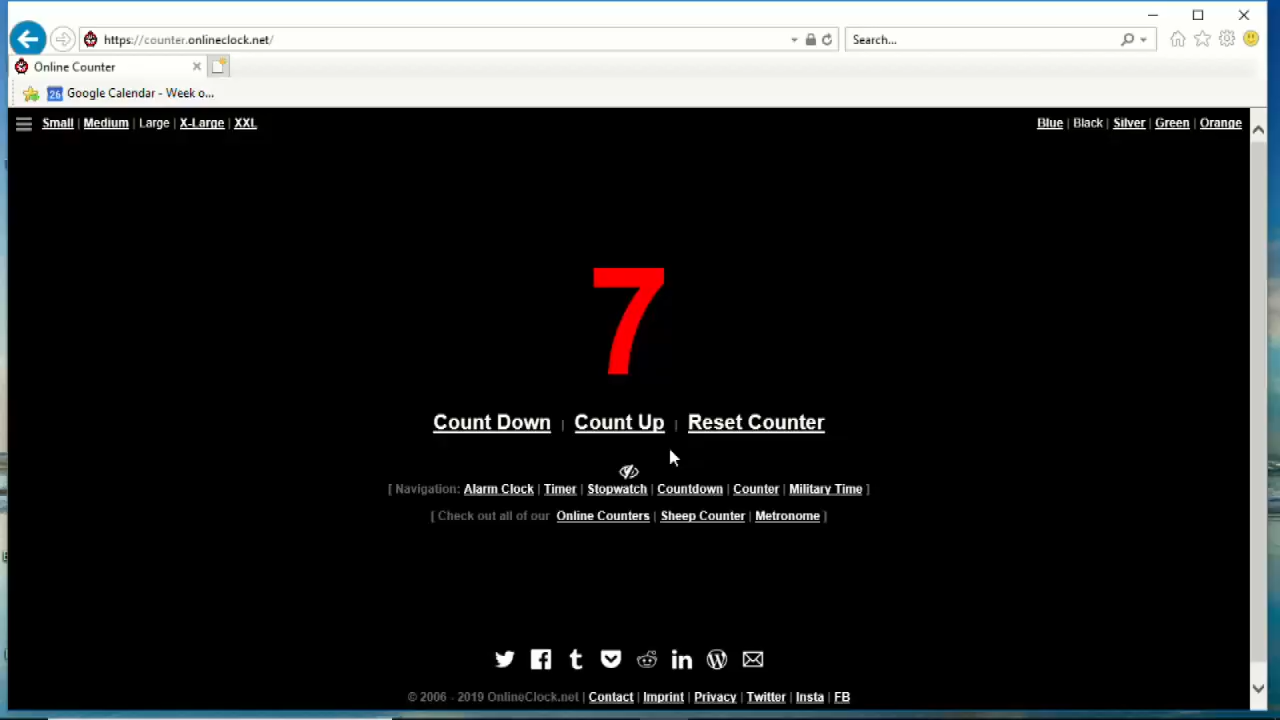 https://counter.onlineclock.net/
Search...
Online Counter
26 Google Calendar - Week o...
Small | Medium | Large | X-Large | XXL
Blue | Black | Silver | Green | Orange
7
Count Down | Count Up | Reset Counter
[ Navigation: Alarm Clock | Timer | Stopwatch | Countdown | Counter | Military Time ]
[ Check out all of our Online Counters | Sheep Counter | Metronome ]
© 2006 - 2019 OnlineClock.net | Contact | Imprint | Privacy | Twitter | Insta | FB